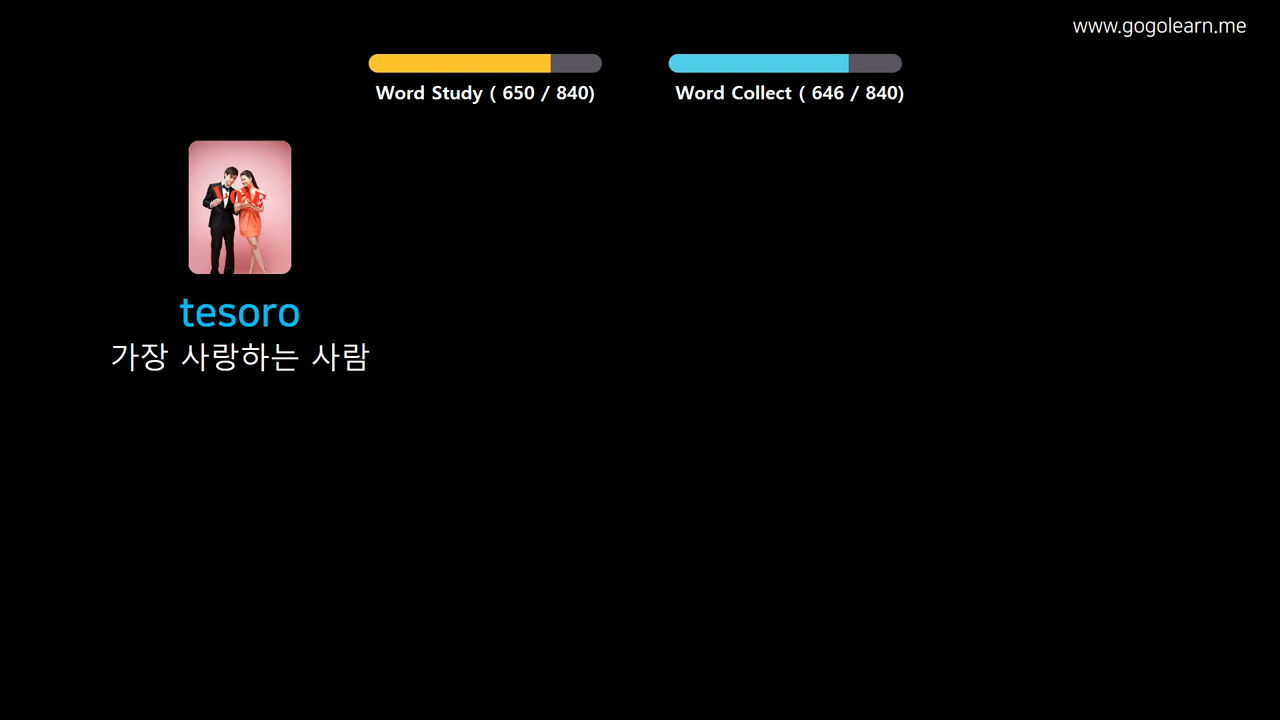 www.gogolearn.me
Word Study ( 650 / 840)
Word Collect ( 646 / 840)
tesoro
가장 사랑하는 사람